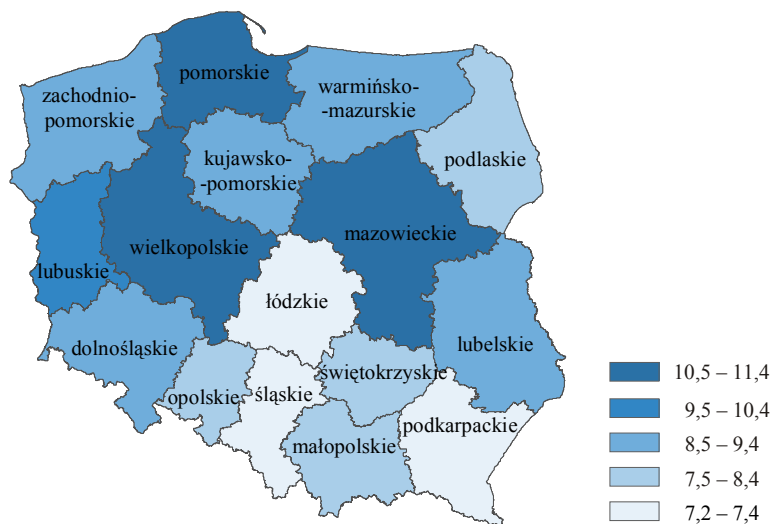 pomorskie
zachodnio-
pomorskie
warmińsko-
-mazurskie
kujawsko-
-pomorskie
podlaskie
wielkopolskie
mazowieckie
lubuskie
łódzkie
dolnośląskie
lubelskie
opolskie
śląskie
świętokrzyskie
małopolskie
podkarpackie
10,5 – 11,4
9,5 – 10,4
8,5 – 9,4
7,5 – 8,4
7,2 – 7,4